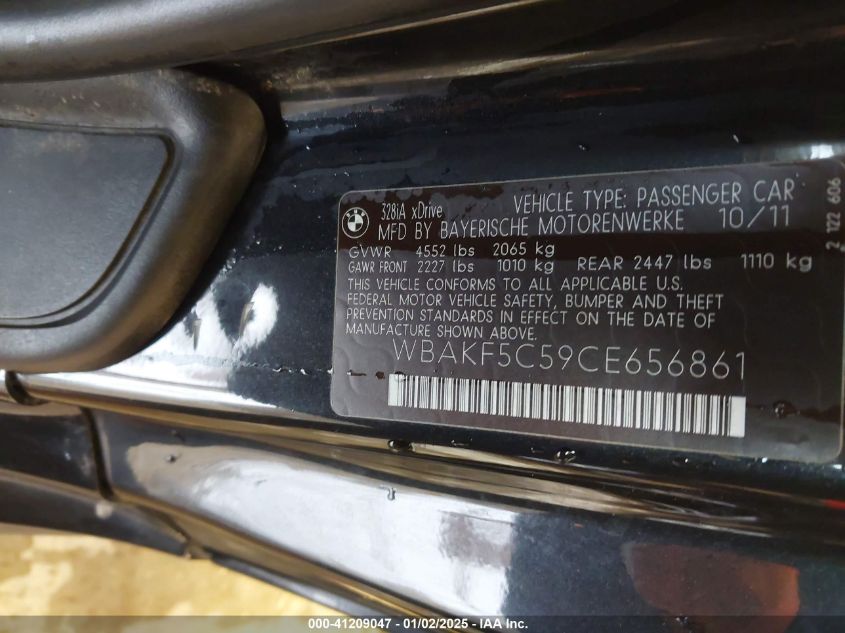 BMW
328iA xDrive VEHICLE TYPE: PASSENGER CAR
MFD BY BAYERISCHE MOTORENWERKE 10/11
GVWR 4552 lbs 2065 kg
GAWR FRONT 2227 lbs 1010 kg REAR 2447 lbs 1110 kg
THIS VEHICLE CONFORMS TO ALL APPLICABLE U.S.
FEDERAL MOTOR VEHICLE SAFETY, BUMPER AND THEFT
PREVENTION STANDARDS IN EFFECT ON THE DATE OF
MANUFACTURE SHOWN ABOVE.
WBAKF5C59CE656861
2 122 606
000-41209047 - 01/02/2025 - IAA Inc.